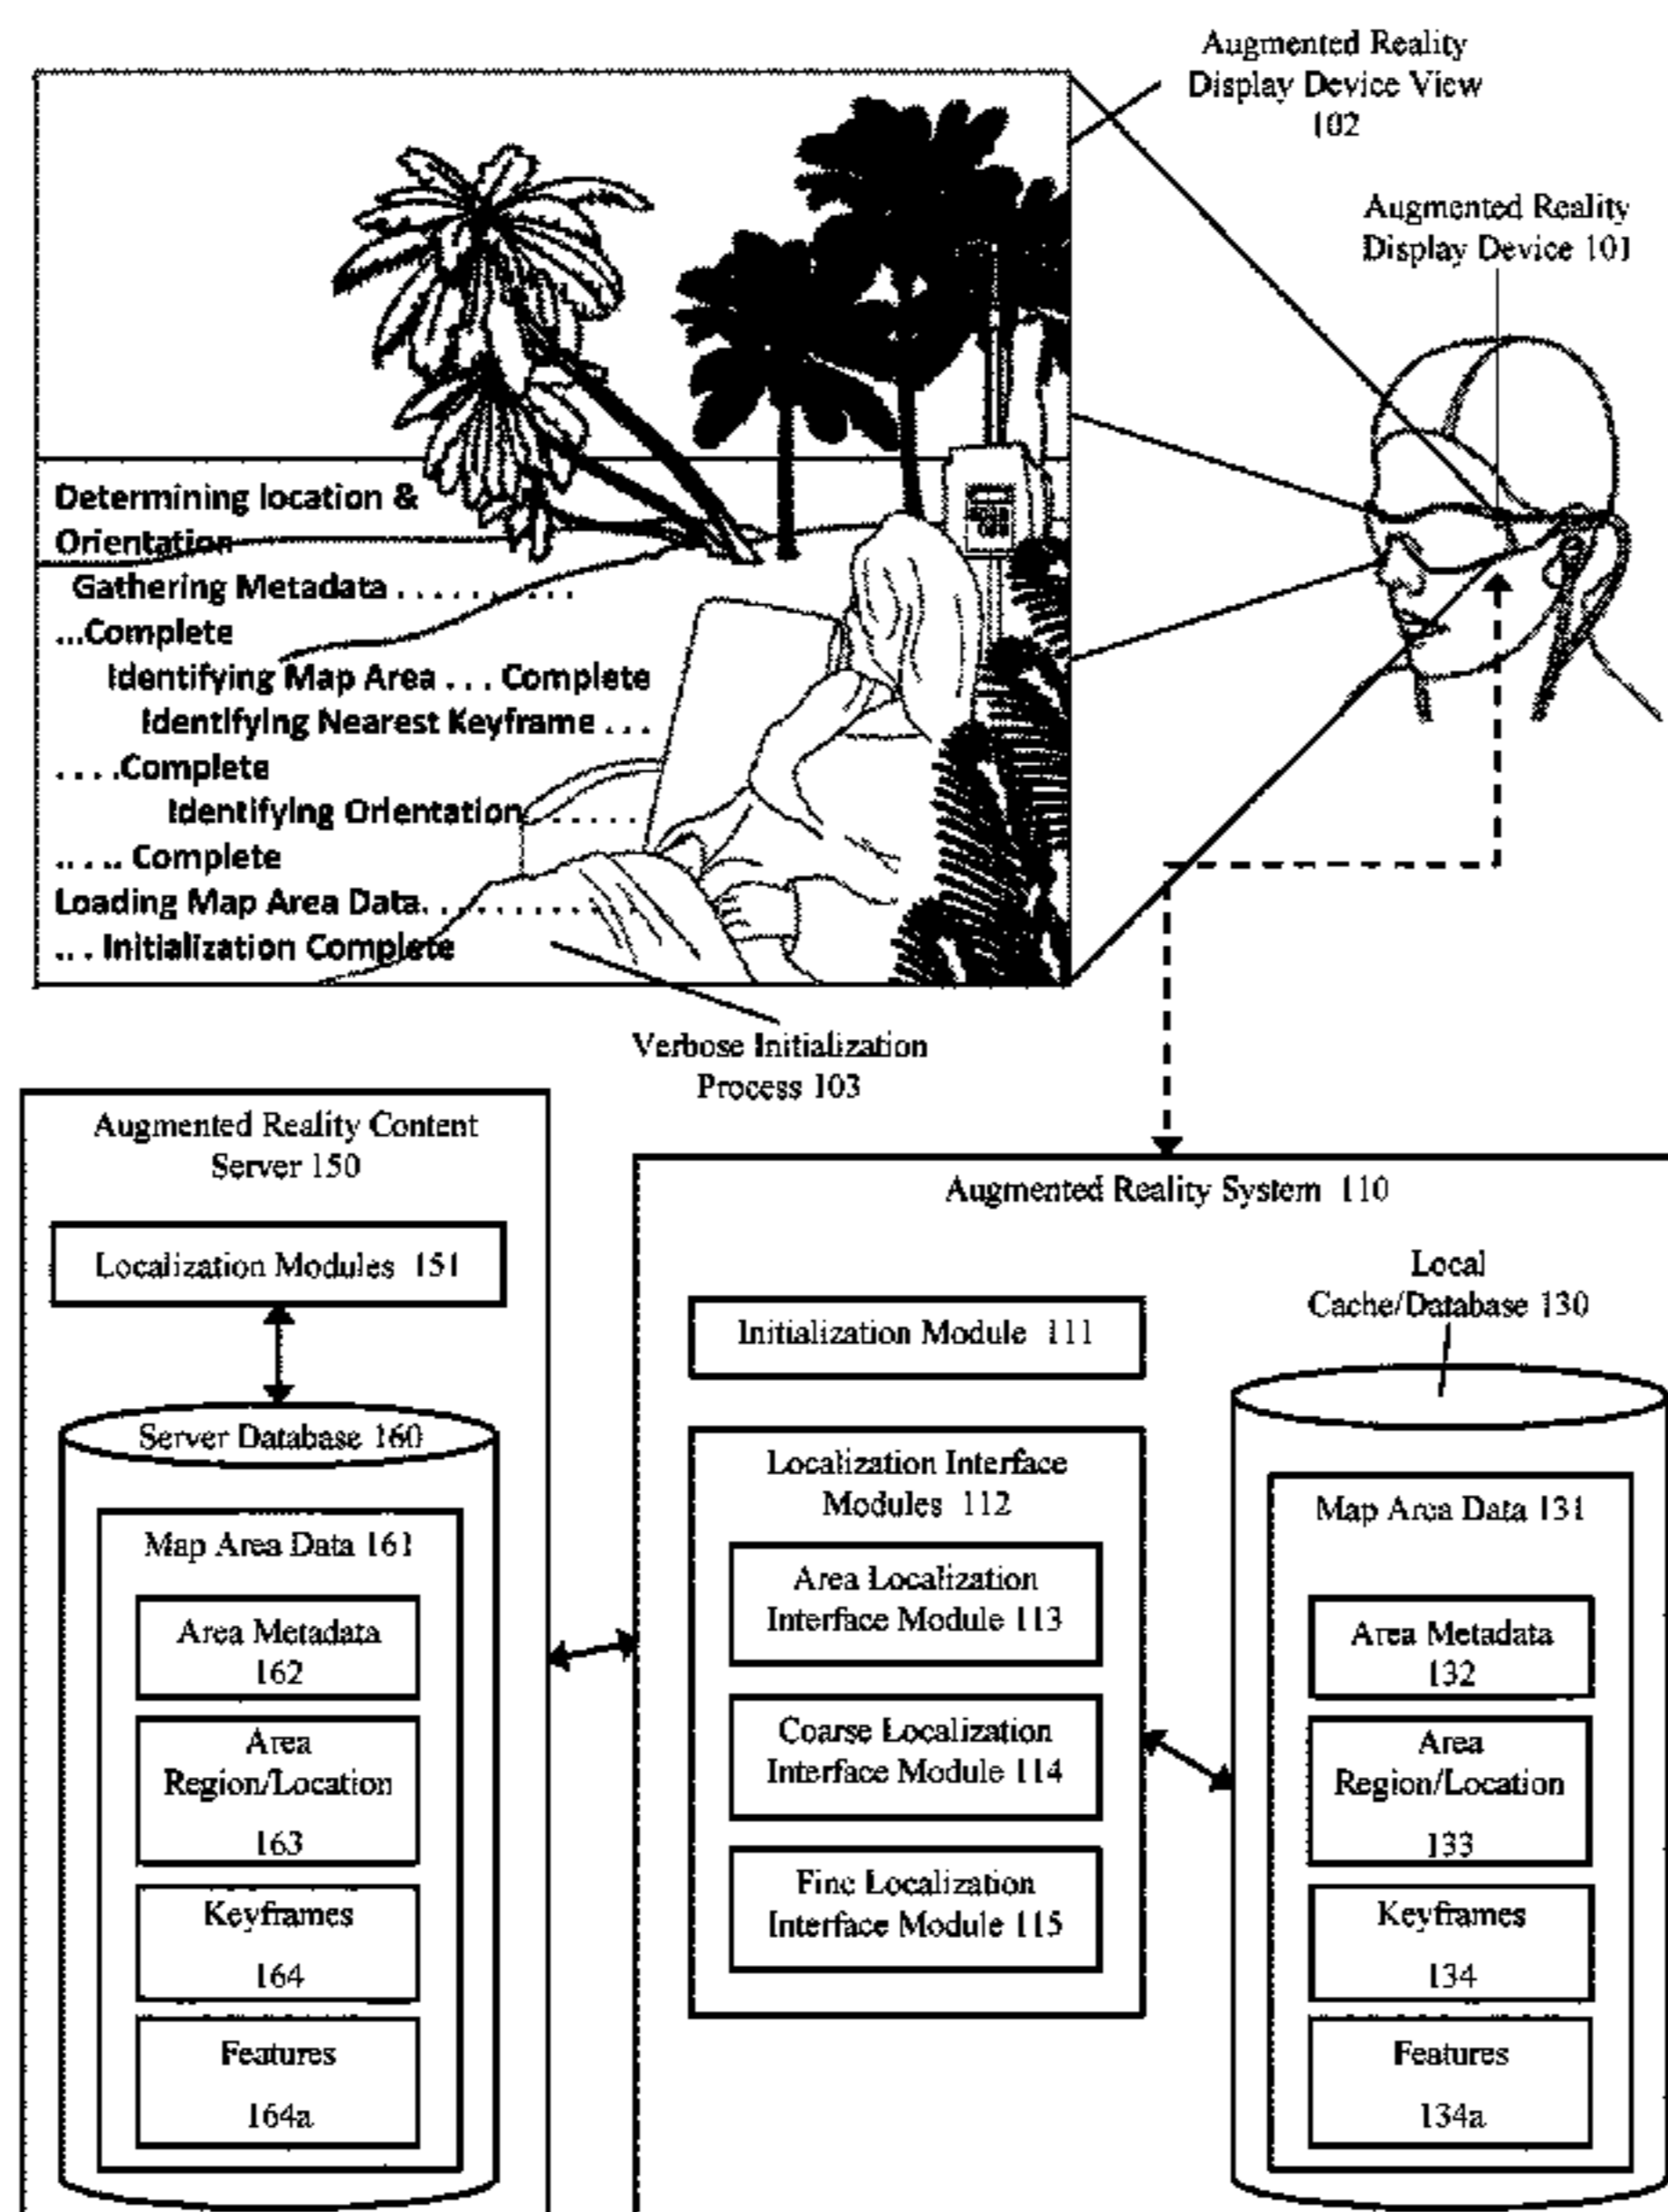 Augmented Reality
Display Device View
102
Augmented Reality
Display Device 101
Determining location &
Orientation
Gathering Metadata . . . . . . . . . .
...Complete
Identifying Map Area . . . Complete
Identifying Nearest Keyframe . . .
. . . .Complete
Identifying Orientation. . . . . .
.. . .. Complete
Loading Map Area Data. . . . . . . . . . .
.. . Initialization Complete
Verbose Initialization
Process 103
Augmented Reality Content
Server 150
Localization Modules 151
Server Database 160
Map Area Data 161
Area Metadata
162
Area
Region/Location
163
Keyframes
164
Features
164a
Augmented Reality System 110
Initialization Module 111
Localization Interface
Modules 112
Area Localization
Interface Module 113
Coarse Localization
Interface Module 114
Fine Localization
Interface Module 115
Local
Cache/Database 130
Map Area Data 131
Area Metadata
132
Area
Region/Location
133
Keyframes
134
Features
134a